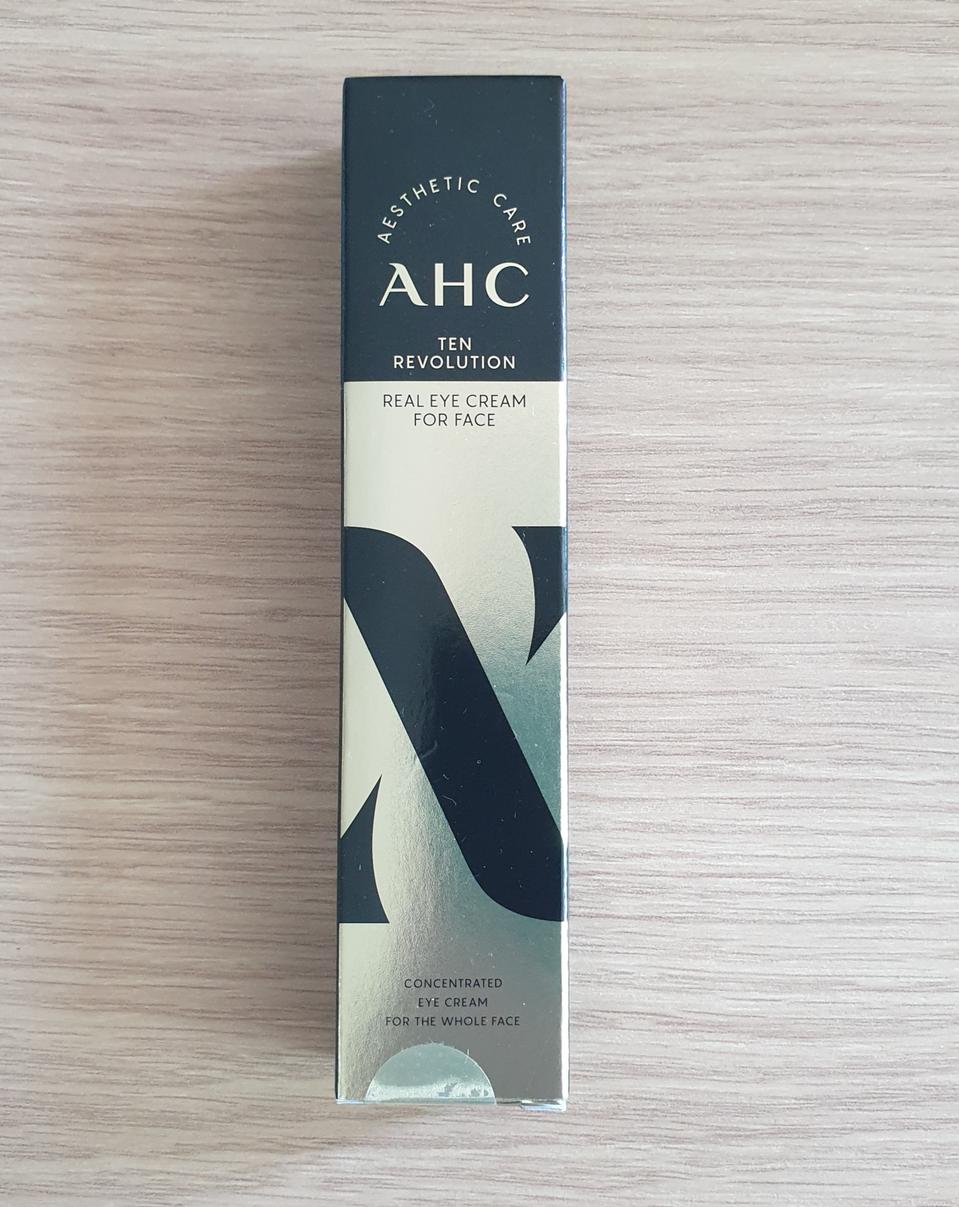 AESTHETIC CARE
AHC
TEN
REVOLUTION
REAL EYE CREAM
FOR FACE
CONCENTRATED
EYE CREAM
FOR THE WHOLE FACE